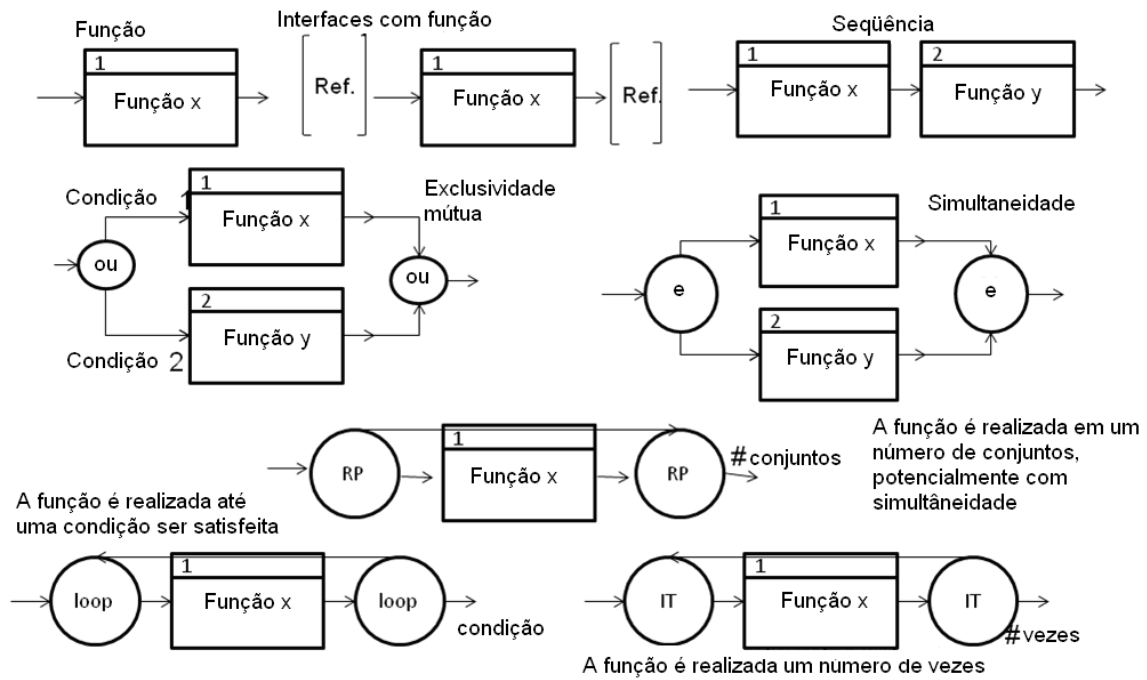 Função
1
Função x
Interfaces com função
Ref.
1
Função x
Ref.
Seqüência
1
Função x
2
Função y
Condição 1
1
Função x
Exclusividade
mútua
ou
ou
2
Função y
Condição 2
Simultaneidade
1
Função x
e
e
2
Função y
RP
1
Função x
RP
#conjuntos
A função é realizada em um
número de conjuntos,
potencialmente com
simultâneidade
A função é realizada até
uma condição ser satisfeita
loop
1
Função x
loop
condição
IT
1
Função x
IT
#vezes
A função é realizada um número de vezes